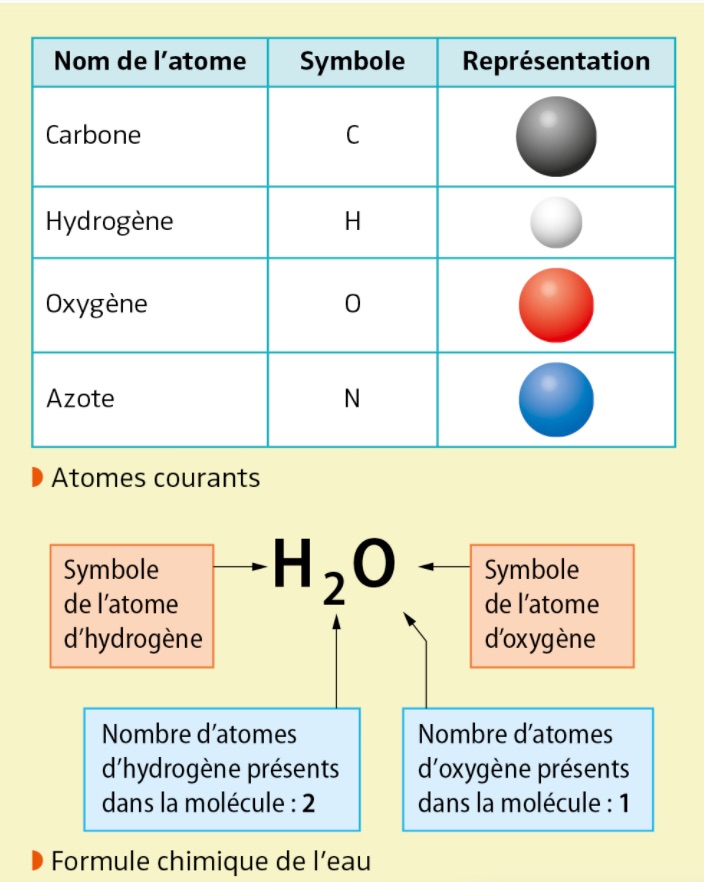 Nom de l'atome Symbole Représentation
Carbone C
Hydrogène H
Oxygène O
Azote N
Atomes courants
Symbole
de l'atome
d'hydrogène
H₂O
Symbole
de l'atome
d'oxygène
Nombre d'atomes
d'hydrogène présents
dans la molécule : 2
Nombre d'atomes
d'oxygène présents
dans la molécule : 1
Formule chimique de l'eau